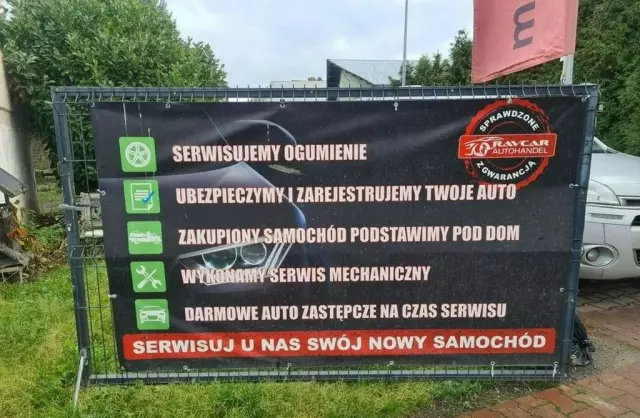 SPRAWDZONE
RAVCAR
AUTOHANDEL
Z GWARANCJĄ
SERWISUJEMY OGUMIENIE
UBEZPIECZYMY I ZAREJESTRUJEMY TWOJE AUTO
ZAKUPIONY SAMOCHÓD PODSTAWIMY POD DOM
WYKONAMY SERWIS MECHANICZNY
DARMOWE AUTO ZASTĘPCZE NA CZAS SERWISU
SERWISUJ U NAS SWÓJ NOWY SAMOCHÓD